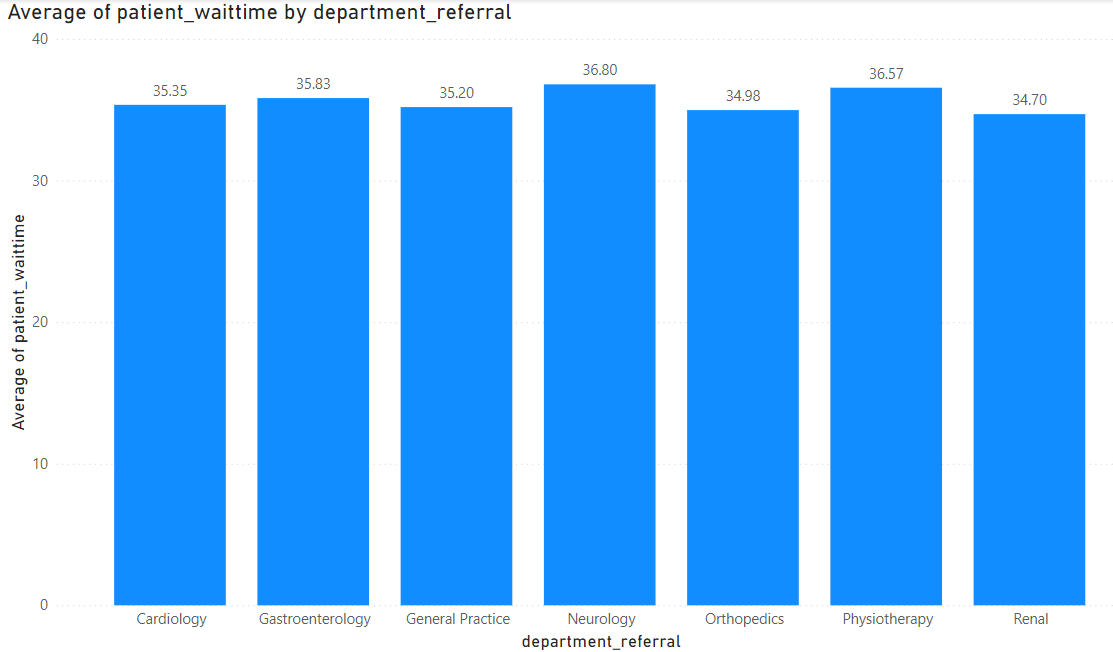 Average of patient_waittime by department_referral
40
30
20
10
0
Average of patient_waittime
35.35
35.83
35.20
36.80
34.98
36.57
34.70
Cardiology
Gastroenterology
General Practice
Neurology
Orthopedics
Physiotherapy
Renal
department_referral